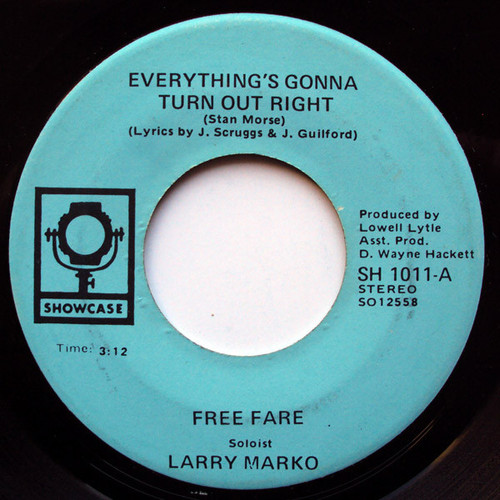 EVERYTHING'S GONNA
TURN OUT RIGHT
(Stan Morse)
(Lyrics by J. Scruggs & J. Guilford)
SHOWCASE
Produced by
Lowell Lytle
Asst. Prod.
D. Wayne Hackett
SH 1011-A
STEREO
SO12558
Time: 3:12
FREE FARE
Soloist
LARRY MARKO